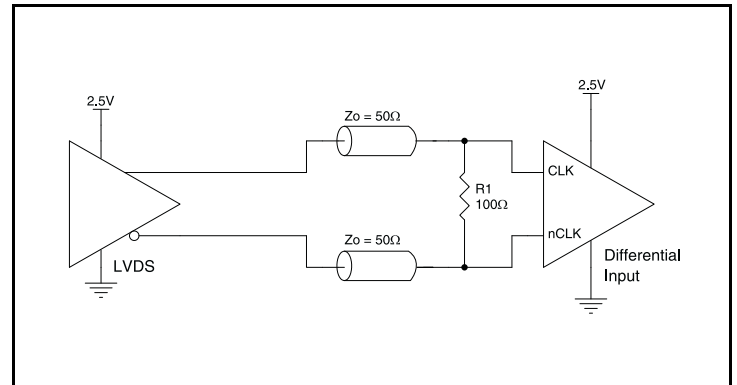 2.5V
2.5V
Zo = 50Ω
CLK
R1
100Ω
nCLK
Zo = 50Ω
LVDS
Differential
Input